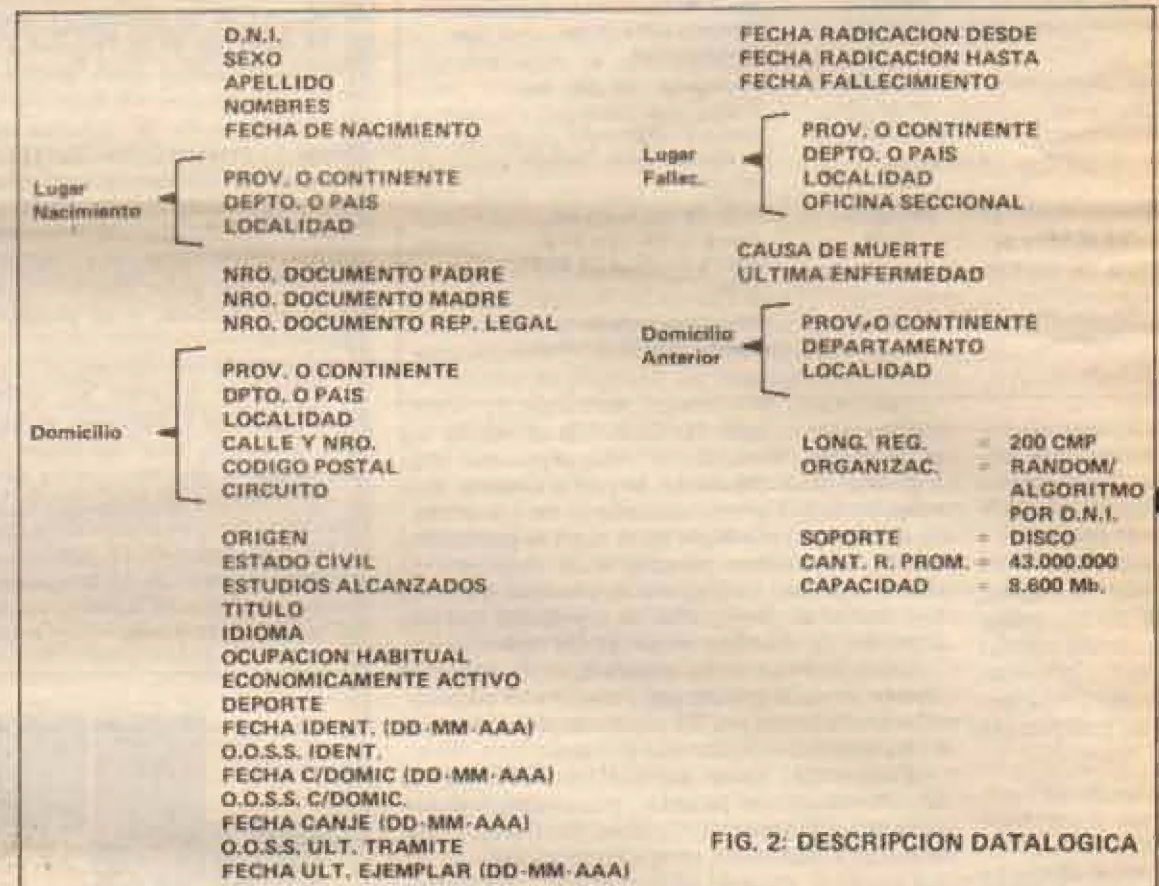 D.N.I.
SEXO
APELLIDO
NOMBRES
FECHA DE NACIMIENTO
Lugar
Nacimiento
PROV. O CONTINENTE
DEPTO. O PAIS
LOCALIDAD
NRO. DOCUMENTO PADRE
NRO. DOCUMENTO MADRE
NRO. DOCUMENTO REP. LEGAL
Domicilio
PROV. O CONTINENTE
DPTO. O PAIS
LOCALIDAD
CALLE Y NRO.
CODIGO POSTAL
CIRCUITO
ORIGEN
ESTADO CIVIL
ESTUDIOS ALCANZADOS
TITULO
IDIOMA
OCUPACION HABITUAL
ECONOMICAMENTE ACTIVO
DEPORTE
FECHA IDENT. (DD-MM-AAA)
O.O.S.S. IDENT.
FECHA C/DOMIC (DD-MM-AAA)
O.O.S.S. C/DOMIC.
FECHA CANJE (DD-MM-AAA)
O.O.S.S. ULT. TRAMITE
FECHA ULT. EJEMPLAR (DD-MM-AAA)
FECHA RADICACION DESDE
FECHA RADICACION HASTA
FECHA FALLECIMIENTO
Lugar
Fallec.
PROV. O CONTINENTE
DEPTO. O PAIS
LOCALIDAD
OFICINA SECCIONAL
CAUSA DE MUERTE
ULTIMA ENFERMEDAD
Domicilio
Anterior
PROV. O CONTINENTE
DEPARTAMENTO
LOCALIDAD
LONG. REG. = 200 CMP
ORGANIZAC. = RANDOM/
ALGORITMO
POR D.N.I.
SOPORTE = DISCO
CANT. R. PROM. = 43.000.000
CAPACIDAD = 8.600 Mb.
FIG. 2: DESCRIPCION DATALOGICA